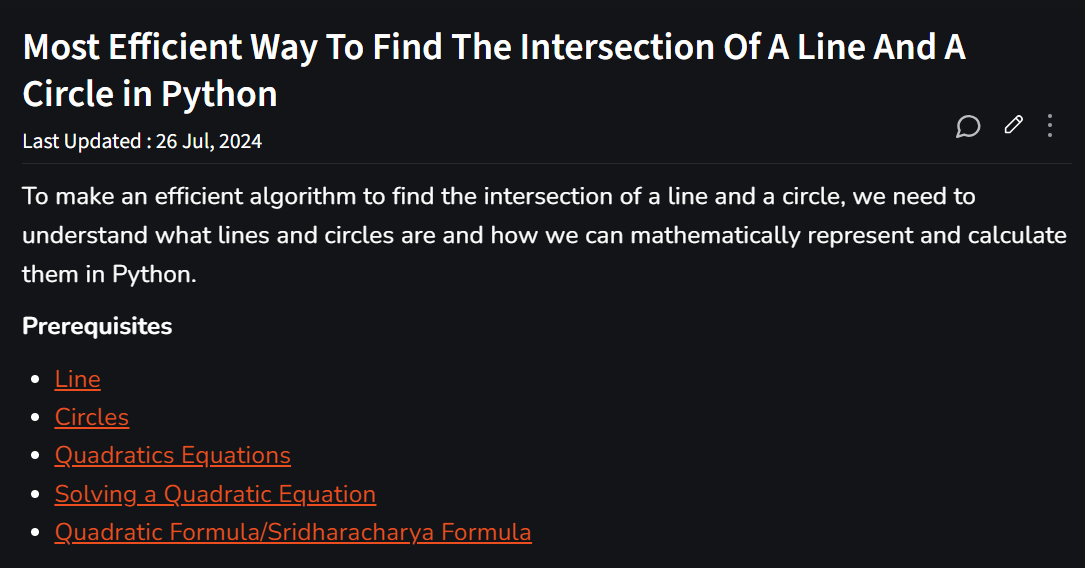 Most Efficient Way To Find The Intersection Of A Line And A
Circle in Python
Last Updated : 26 Jul, 2024
To make an efficient algorithm to find the intersection of a line and a circle, we need to
understand what lines and circles are and how we can mathematically represent and calculate
them in Python.
Prerequisites
Line
Circles
Quadratics Equations
Solving a Quadratic Equation
Quadratic Formula/Sridharacharya Formula